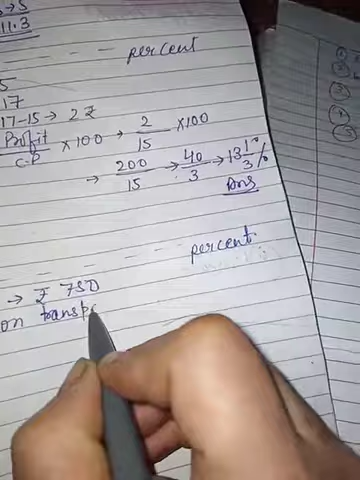 →5
11.3
percent
5
17
17-15 → 2₹
Profit/C.P × 100 → 2/15 × 100
→ 200/15 → 40/3 → 13 1/3 %
Ans
percent
→ ₹ 750
on transp